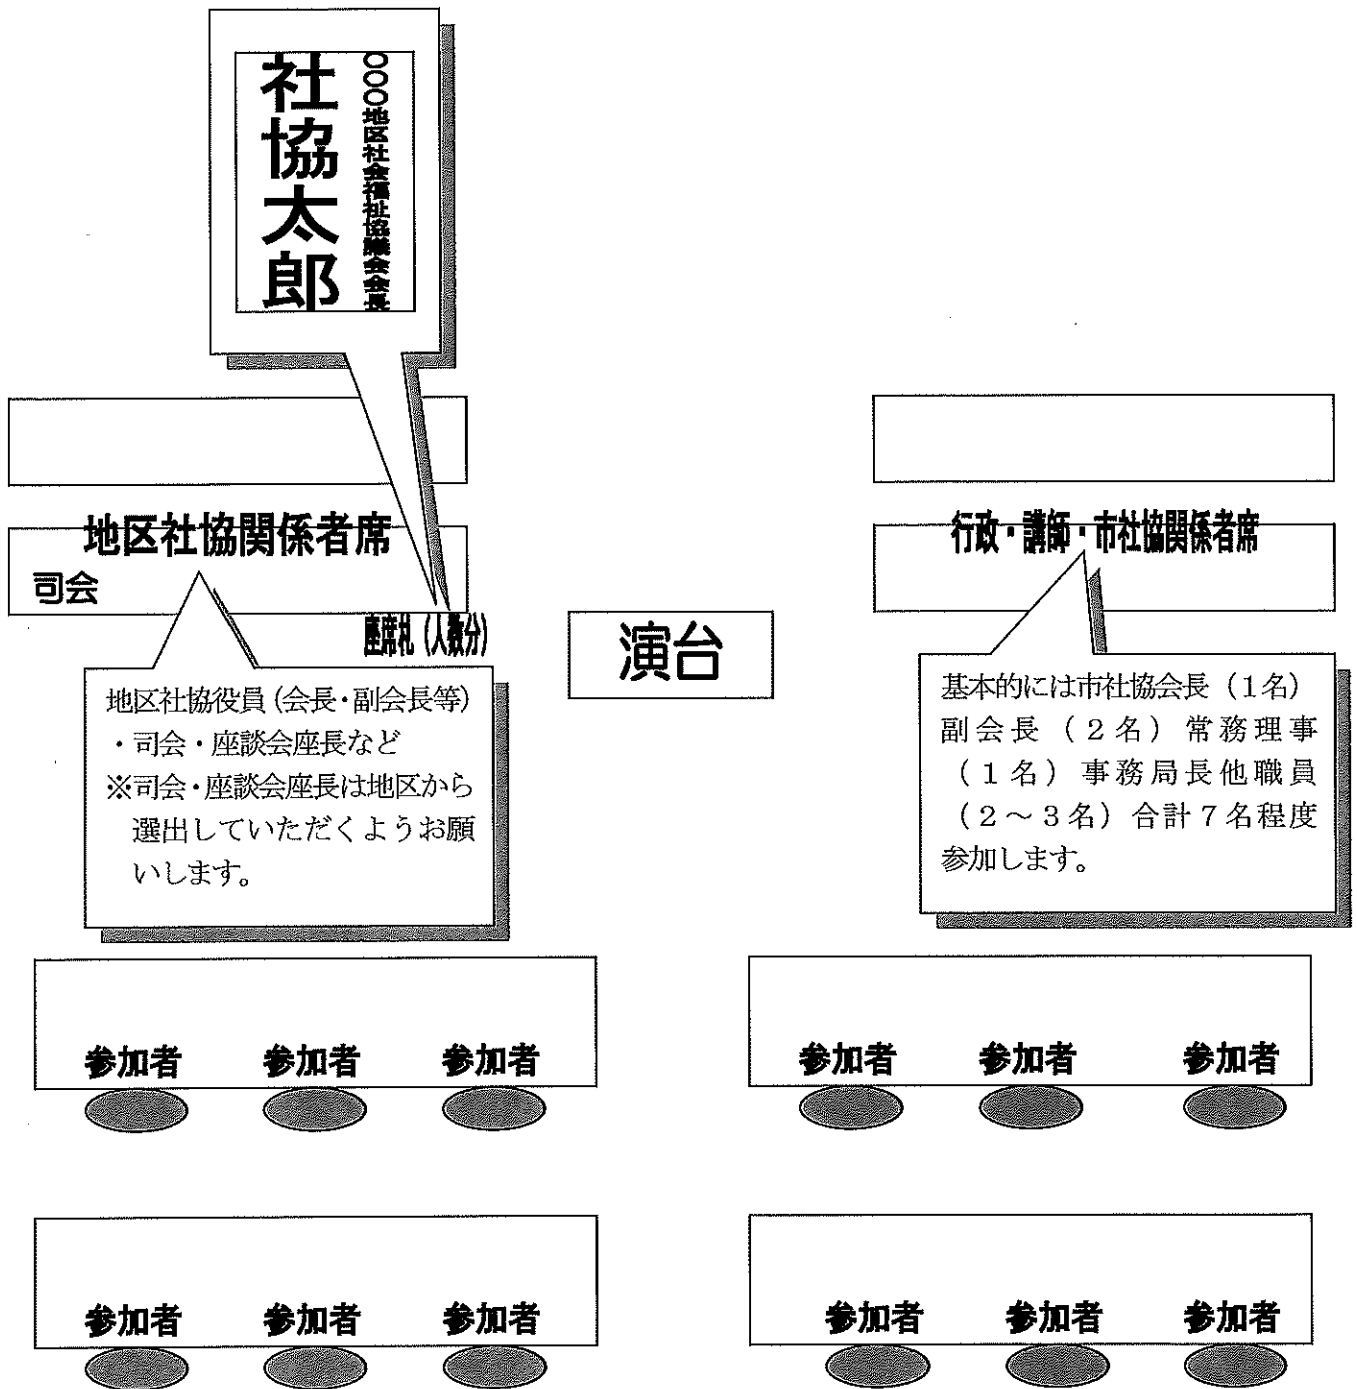 〇〇〇地区社会福祉協議会会長
社協太郎
地区社協関係者席
司会
座席札（人数分）
演台
行政・講師・市社協関係者席
地区社協役員（会長・副会長等）
・司会・座談会座長など
※司会・座談会座長は地区から
選出していただくようお願
いします。
基本的には市社協会長（１名）
副会長（２名）常務理事
（１名）事務局長他職員
（２～３名）合計７名程度
参加します。
参加者 参加者 参加者 参加者 参加者 参加者
参加者 参加者 参加者 参加者 参加者 参加者